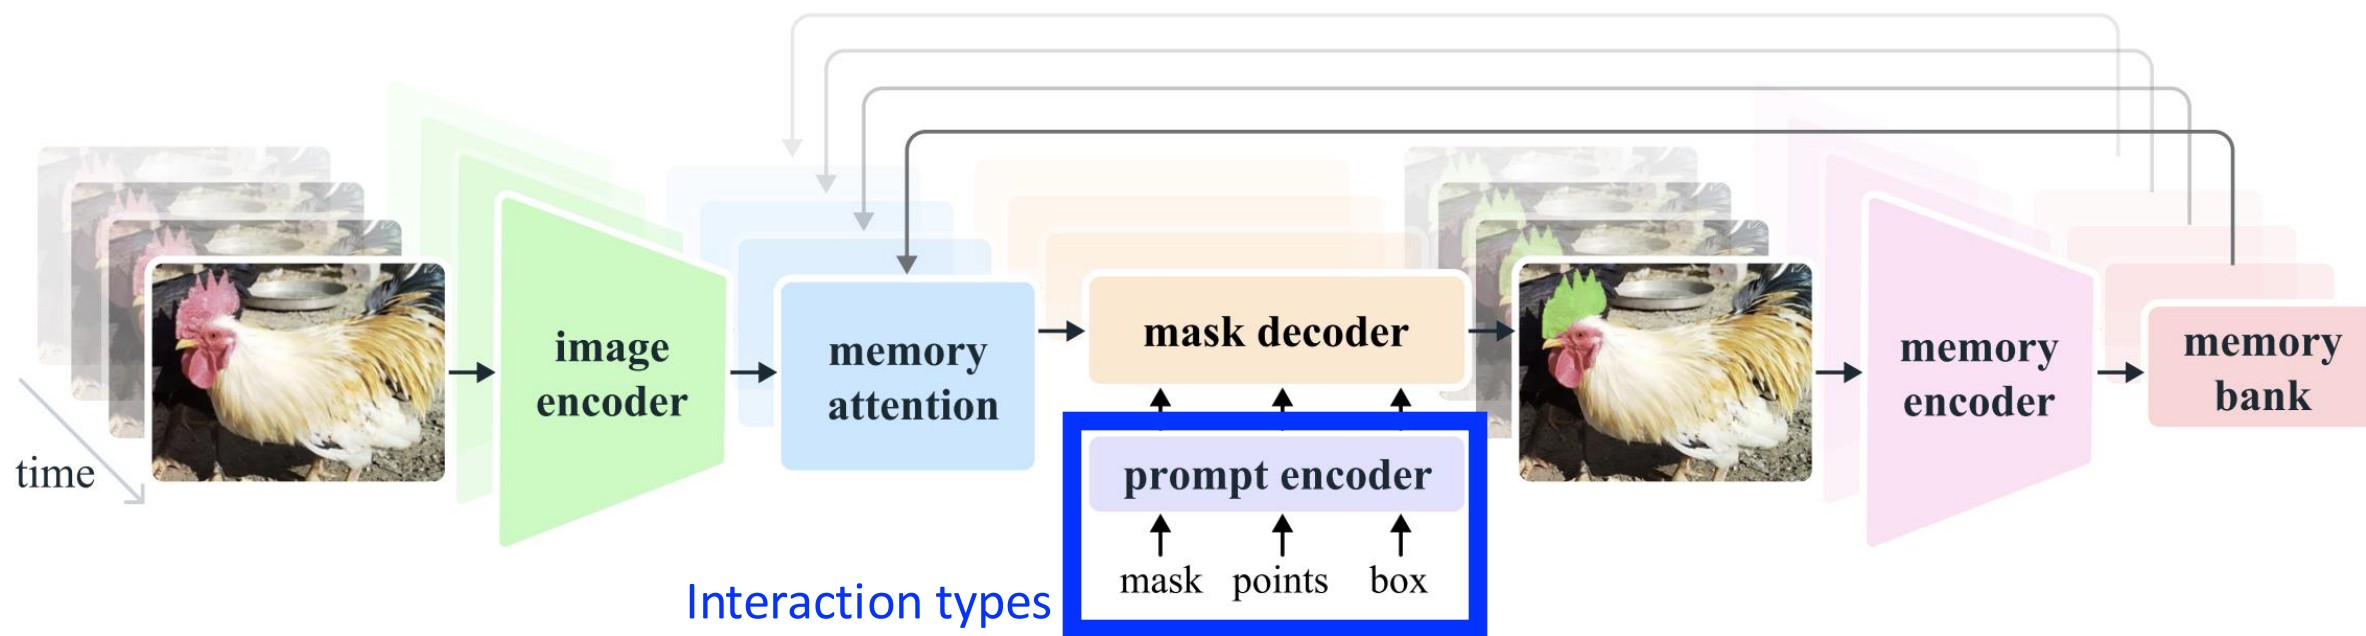 time
image
encoder
memory
attention
mask decoder
prompt encoder
mask points box
Interaction types
memory
encoder
memory
bank